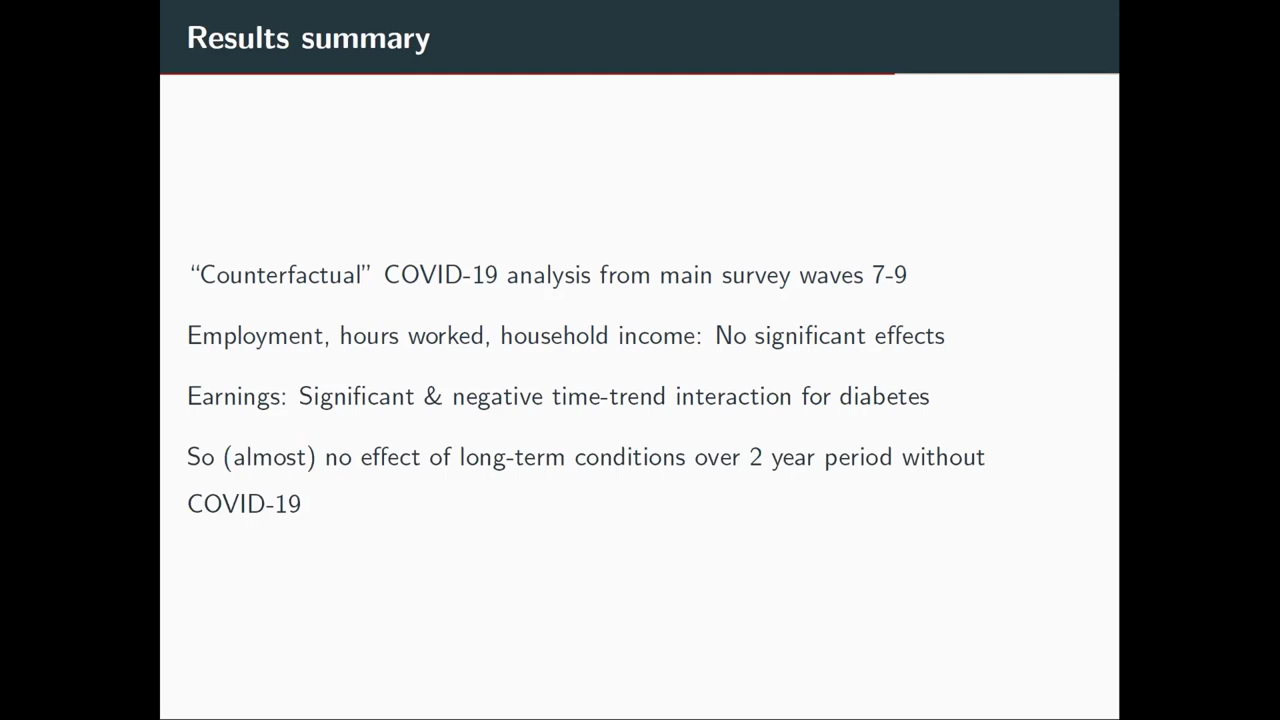 Results summary
“Counterfactual” COVID-19 analysis from main survey waves 7-9
Employment, hours worked, household income: No significant effects
Earnings: Significant & negative time-trend interaction for diabetes
So (almost) no effect of long-term conditions over 2 year period without
COVID-19